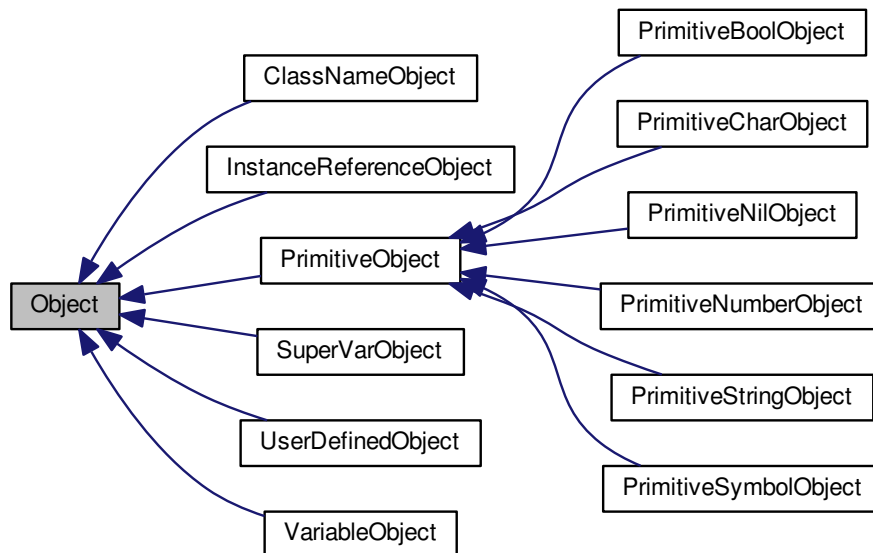 PrimitiveBoolObject
ClassNameObject
PrimitiveCharObject
InstanceReferenceObject
PrimitiveNilObject
PrimitiveObject
Object
PrimitiveNumberObject
SuperVarObject
PrimitiveStringObject
UserDefinedObject
PrimitiveSymbolObject
VariableObject